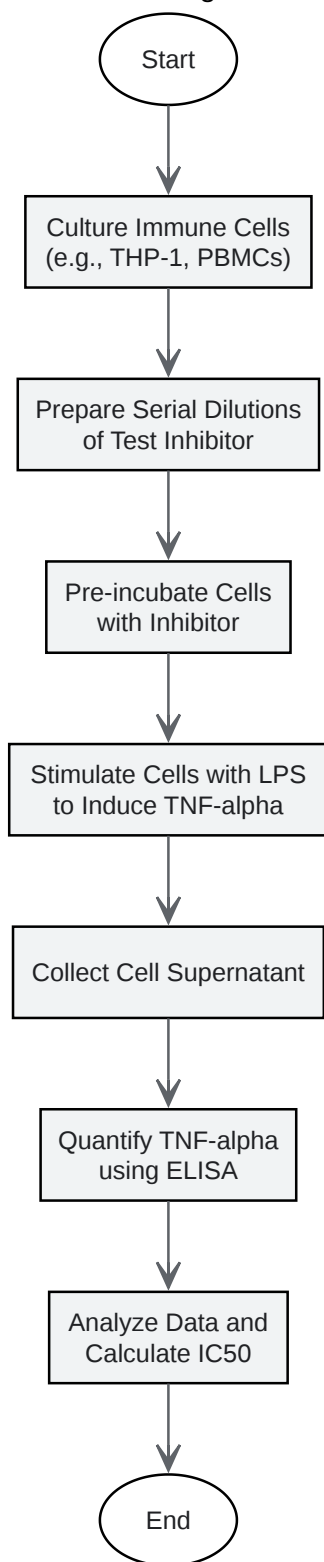 Start
Culture Immune Cells
(e.g., THP-1, PBMCs)
Prepare Serial Dilutions
of Test Inhibitor
Pre-incubate Cells
with Inhibitor
Stimulate Cells with LPS
to Induce TNF-alpha
Collect Cell Supernatant
Quantify TNF-alpha
using ELISA
Analyze Data and
Calculate IC50
End